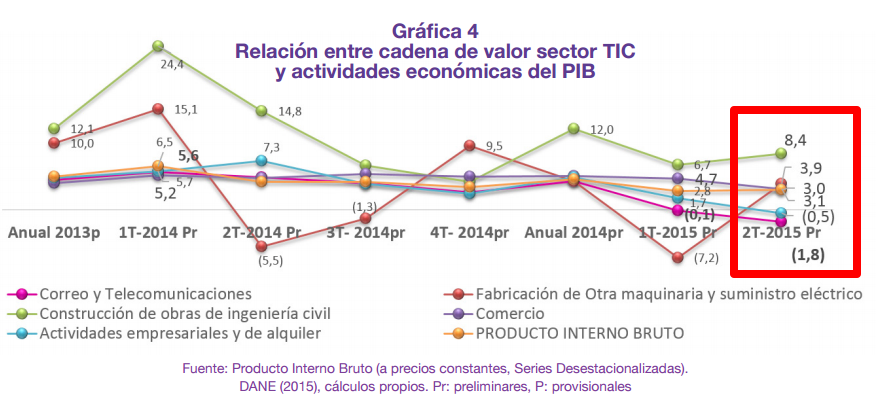 Gráfica 4
Relación entre cadena de valor sector TIC
y actividades económicas del PIB
24,4
12,1
10,0
15,1
14,8
6,5
5,6
5,7
5,2
7,3
(5,5)
(1,3)
9,5
12,0
6,7
4,7
2,8
1,7
(0,1)
(7,2)
8,4
3,9
3,0
3,1
(0,5)
(1,8)
Anual 2013p 1T-2014 Pr 2T-2014 Pr 3T- 2014pr 4T- 2014pr Anual 2014pr 1T-2015 Pr 2T-2015 Pr
Correo y Telecomunicaciones Fabricación de Otra maquinaria y suministro eléctrico
Construcción de obras de ingeniería civil Comercio
Actividades empresariales y de alquiler PRODUCTO INTERNO BRUTO
Fuente: Producto Interno Bruto (a precios constantes, Series Desestacionalizadas).
DANE (2015), cálculos propios. Pr: preliminares, P: provisionales